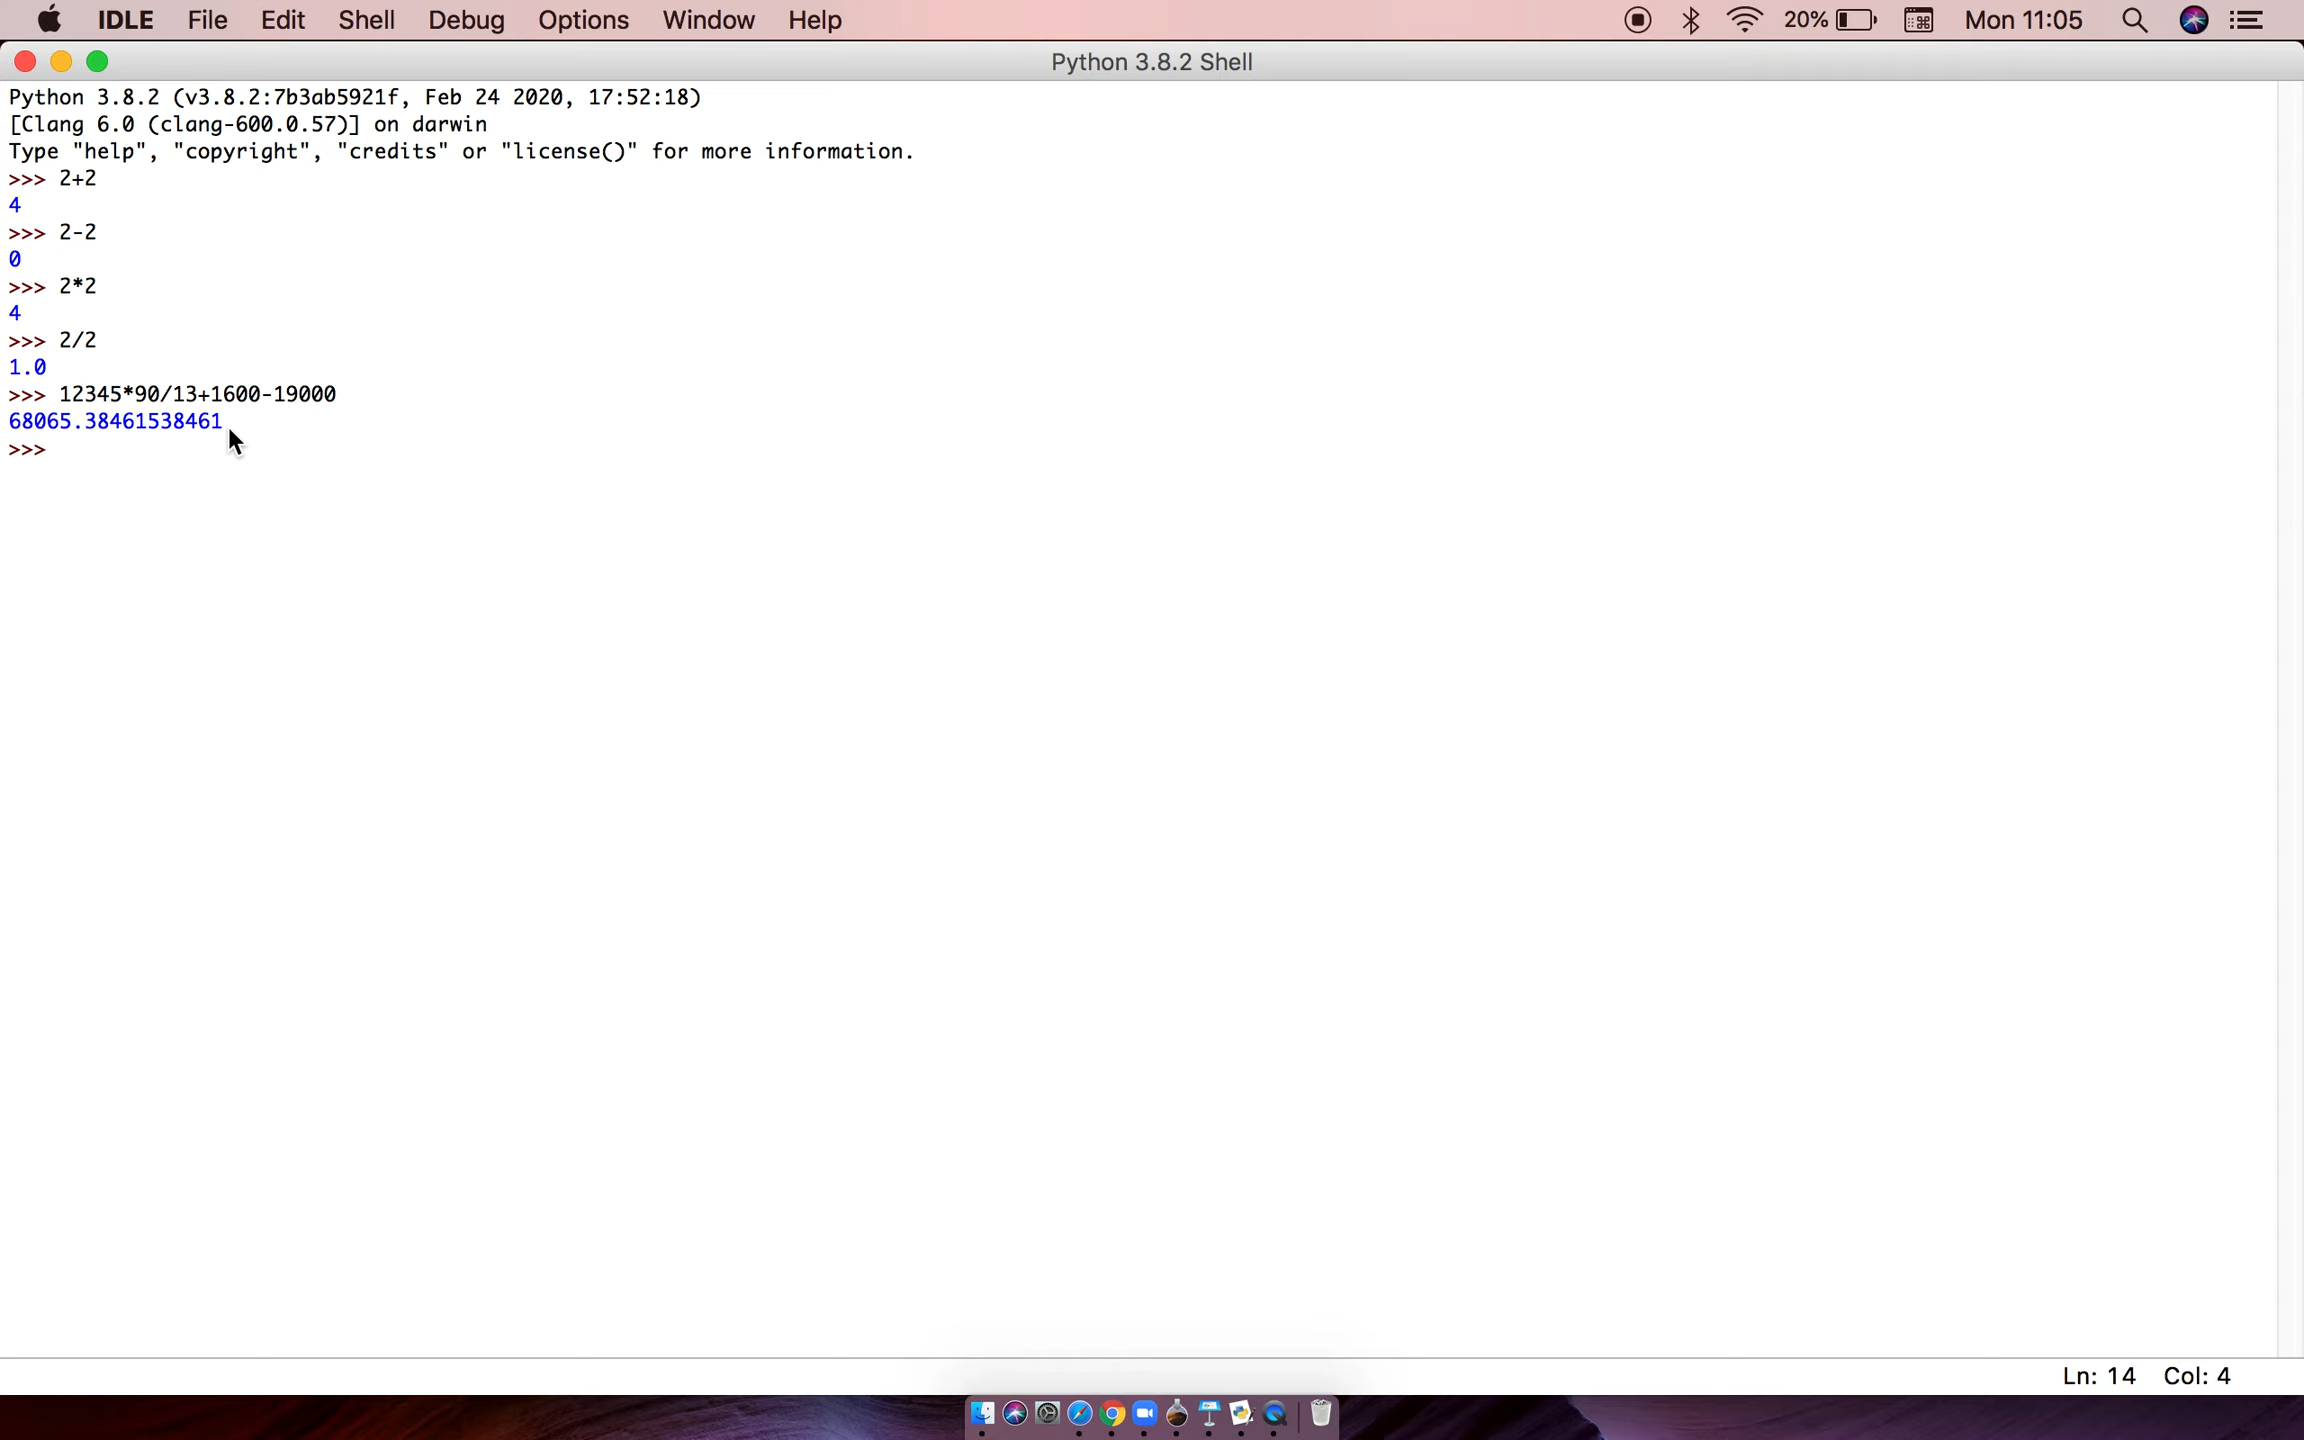 IDLE File Edit Shell Debug Options Window Help 20% Mon 11:05
Python 3.8.2 Shell
Python 3.8.2 (v3.8.2:7b3ab5921f, Feb 24 2020, 17:52:18)
[Clang 6.0 (clang-600.0.57)] on darwin
Type "help", "copyright", "credits" or "license()" for more information.
>>> 2+2
4
>>> 2-2
0
>>> 2*2
4
>>> 2/2
1.0
>>> 12345*90/13+1600-19000
68065.38461538461
>>>
Ln: 14 Col: 4